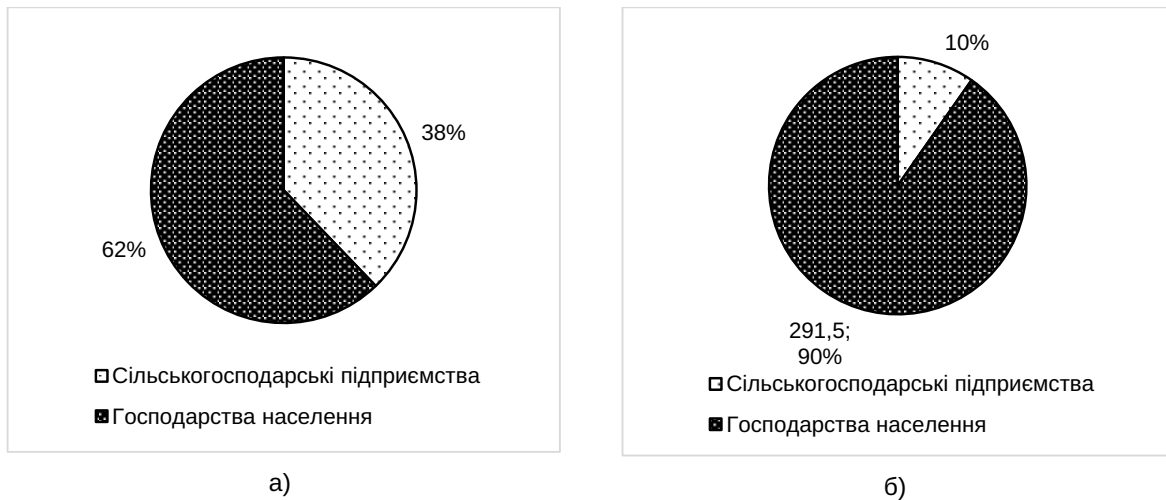 38%
62%
Сільськогосподарські підприємства
Господарства населення
а)
10%
291,5;
90%
Сільськогосподарські підприємства
Господарства населення
б)